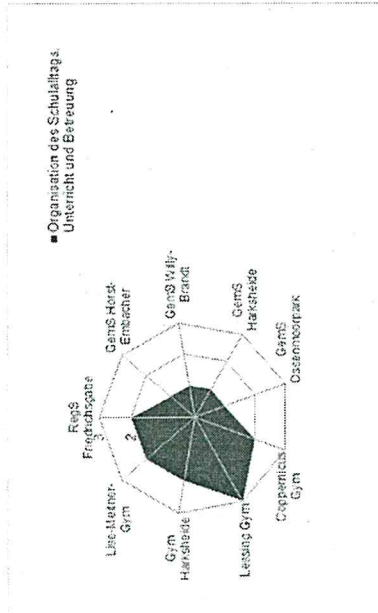 ■ Organisation des Schulalltags,
Unterricht und Betreuung
RegS
Friedrichsgabe
3
2
GemS Horst-
Embacher
GemS Willy-
Brandt
GemS
Harksheide
GemS
Ossenmoorpark
Coppernicus
Gym
Lessing Gym
Gym
Harksheide
Lise-Meitner-
Gym